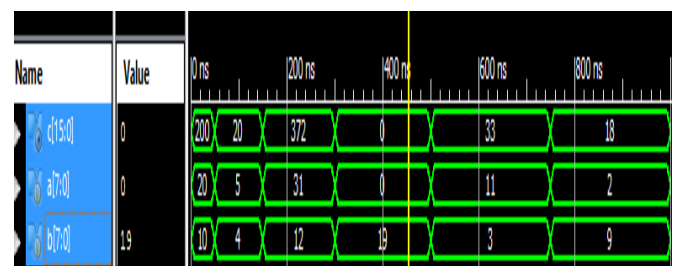 Name Value 0 ns 200 ns 400 ns 600 ns 800 ns
c[15:0] 0 200 20 372 0 33 18
a[7:0] 0 20 5 31 0 11 2
b[7:0] 19 10 4 12 19 3 9